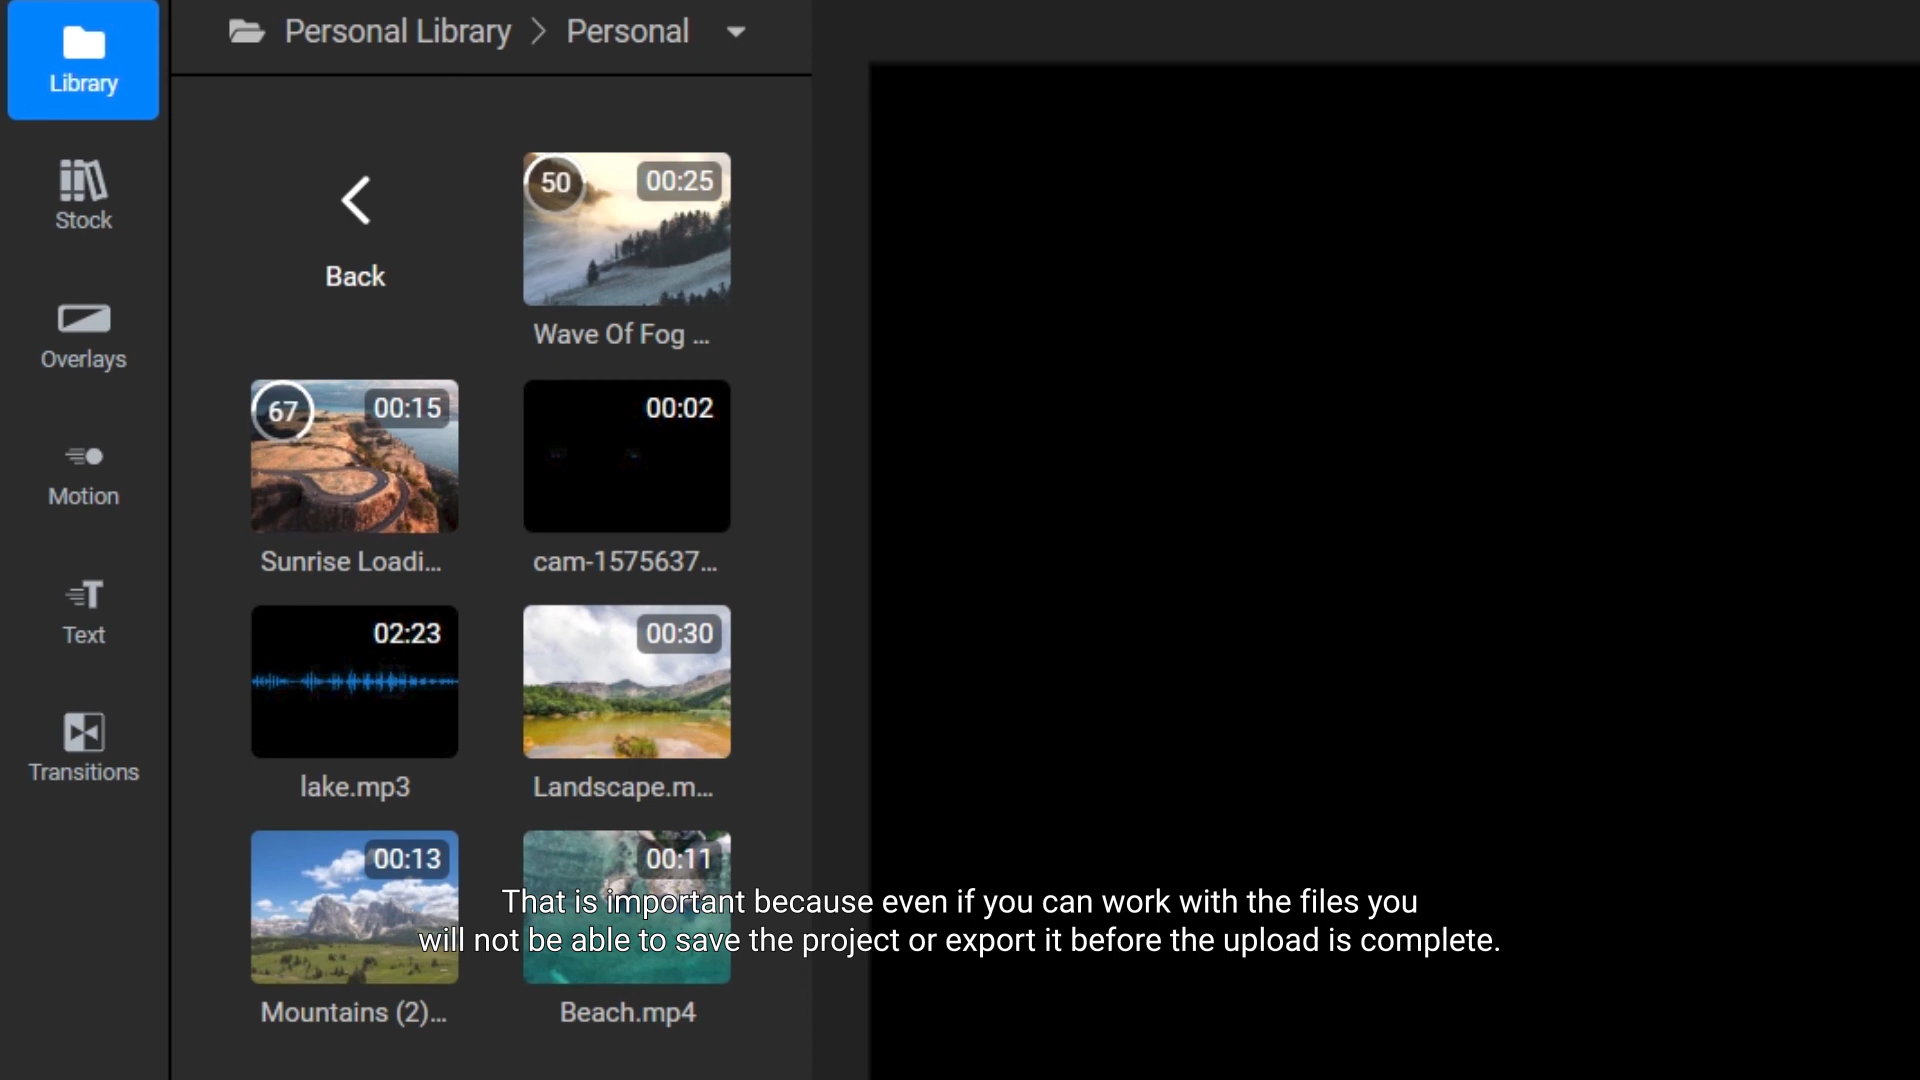 Library
Stock
Overlays
Motion
Text
Transitions
Personal Library > Personal
Back
50 00:25
Wave Of Fog ...
67 00:15
Sunrise Loadi...
00:02
cam-1575637...
02:23
lake.mp3
00:30
Landscape.m...
00:13
Mountains (2)...
00:11
Beach.mp4
That is important because even if you can work with the files you
will not be able to save the project or export it before the upload is complete.